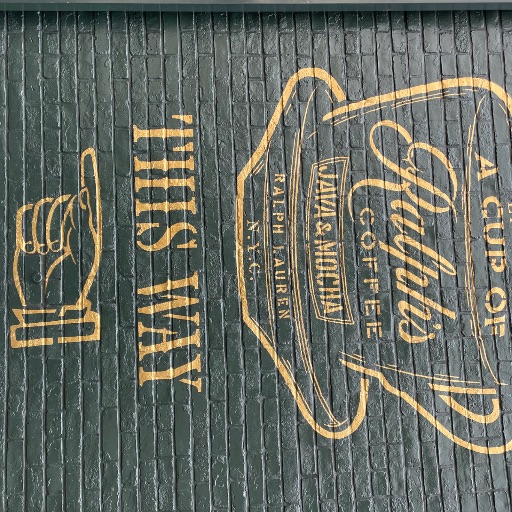 A CUP OF
Ralph's
COFFEE
JAVA & MOCHA
RALPH LAUREN
N.Y.C.
THIS WAY